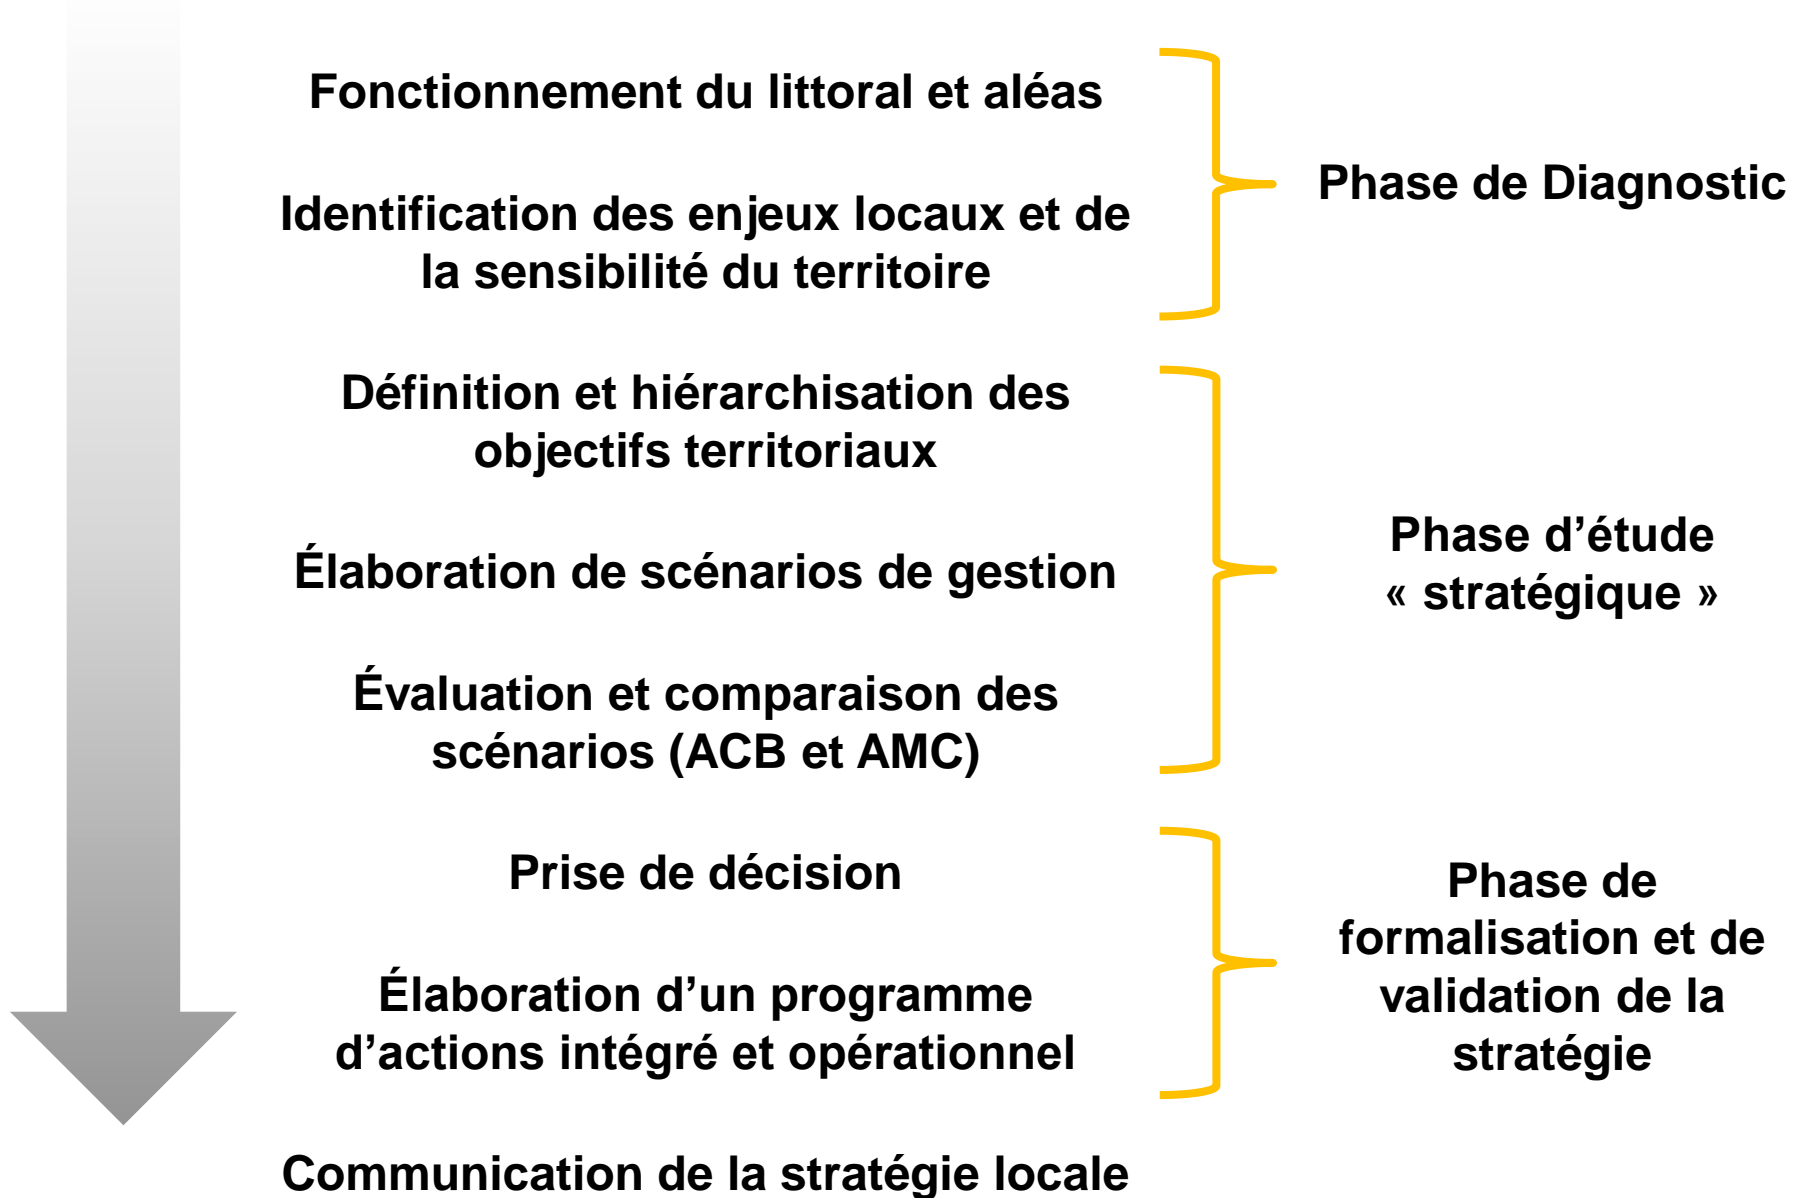 Fonctionnement du littoral et aléas
Identification des enjeux locaux et de
la sensibilité du territoire
Phase de Diagnostic
Définition et hiérarchisation des
objectifs territoriaux
Élaboration de scénarios de gestion
Évaluation et comparaison des
scénarios (ACB et AMC)
Phase d’étude
« stratégique »
Prise de décision
Élaboration d’un programme
d’actions intégré et opérationnel
Phase de
formalisation et de
validation de la
stratégie
Communication de la stratégie locale